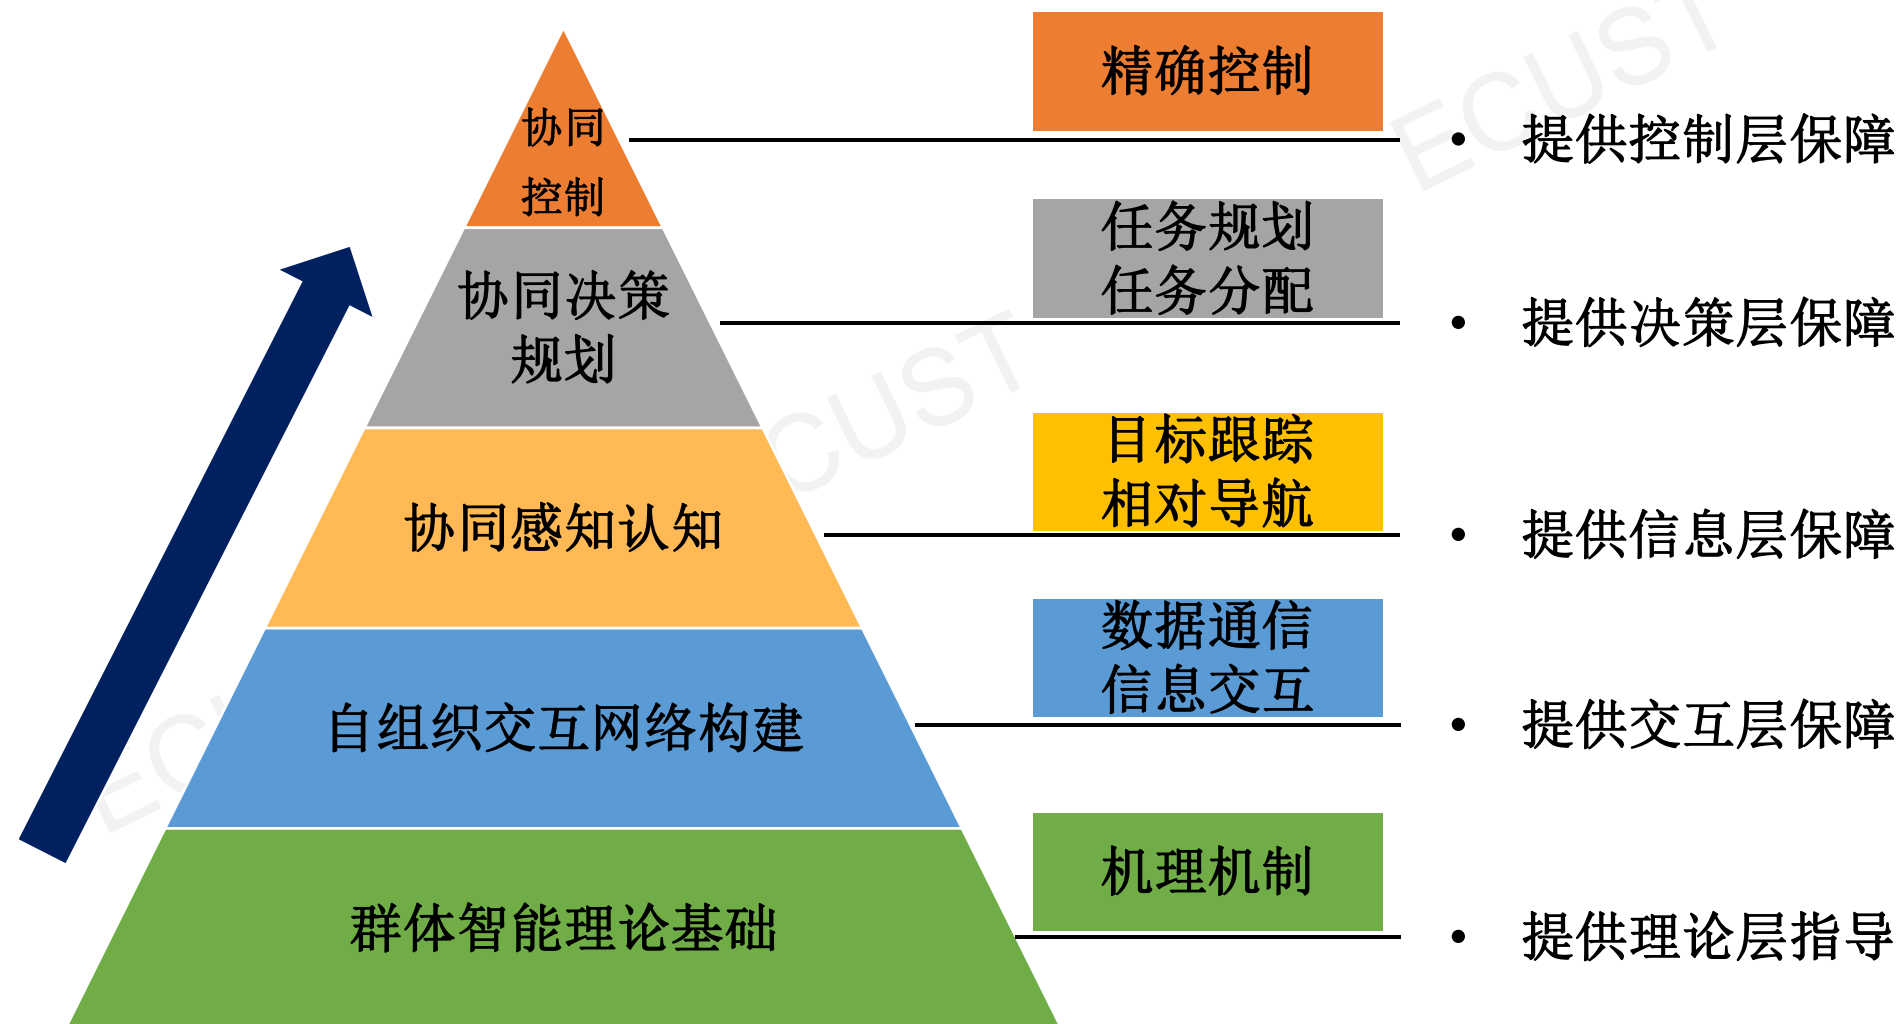 ECUST
精确控制
协同
控制
• 提供控制层保障
任务规划
任务分配
协同决策
规划
• 提供决策层保障
CUST
目标跟踪
相对导航
协同感知认知
• 提供信息层保障
数据通信
信息交互
自组织交互网络构建
• 提供交互层保障
EC
机理机制
群体智能理论基础
• 提供理论层指导